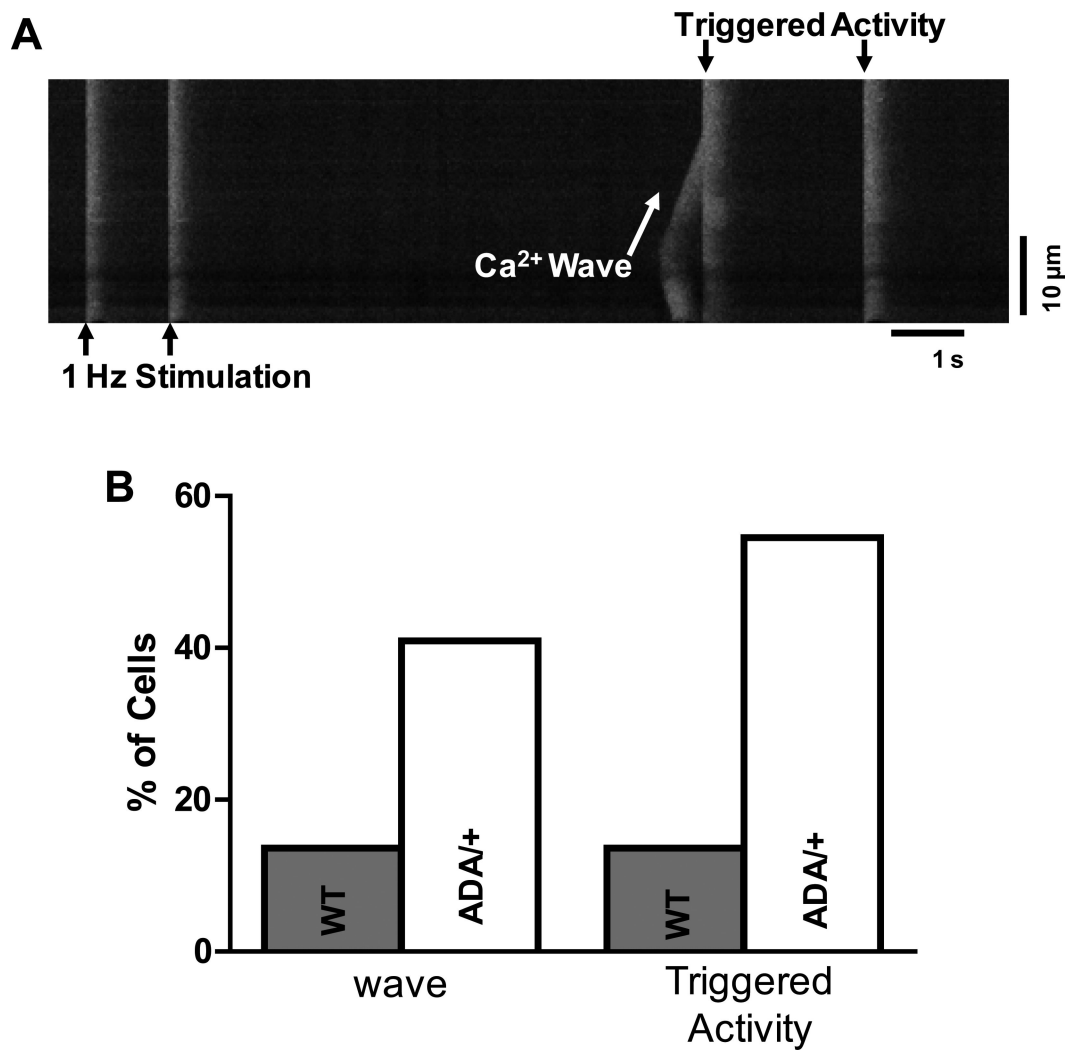 A
Triggered Activity
Ca²⁺ Wave
10 µm
1 s
1 Hz Stimulation
B
60
40
20
0
% of Cells
WT
ADA/+
WT
ADA/+
wave
Triggered
Activity